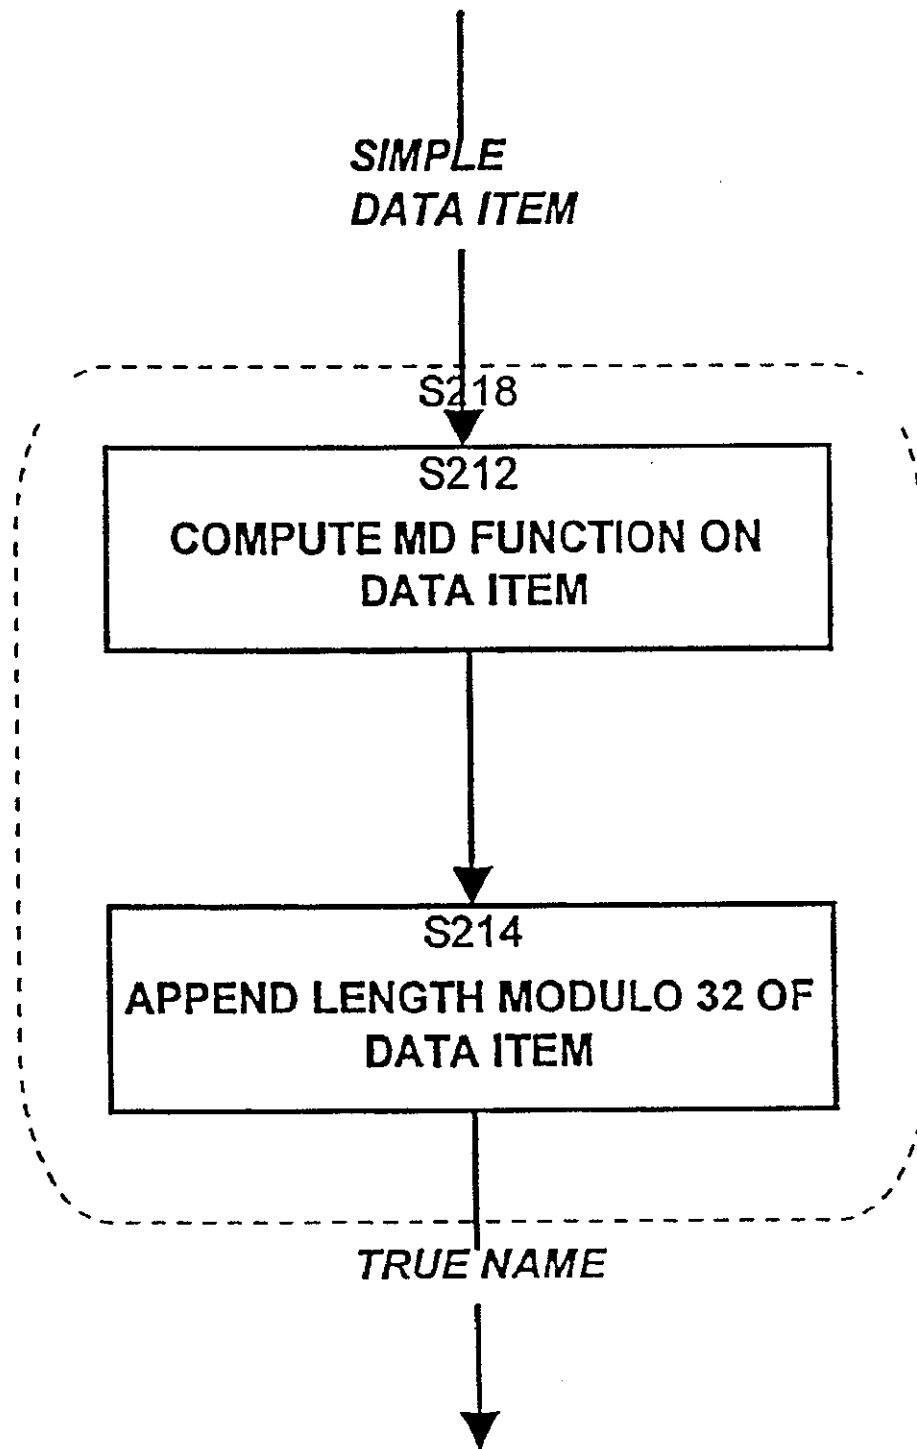 SIMPLE
DATA ITEM
S218
S212
COMPUTE MD FUNCTION ON
DATA ITEM
S214
APPEND LENGTH MODULO 32 OF
DATA ITEM
TRUE NAME